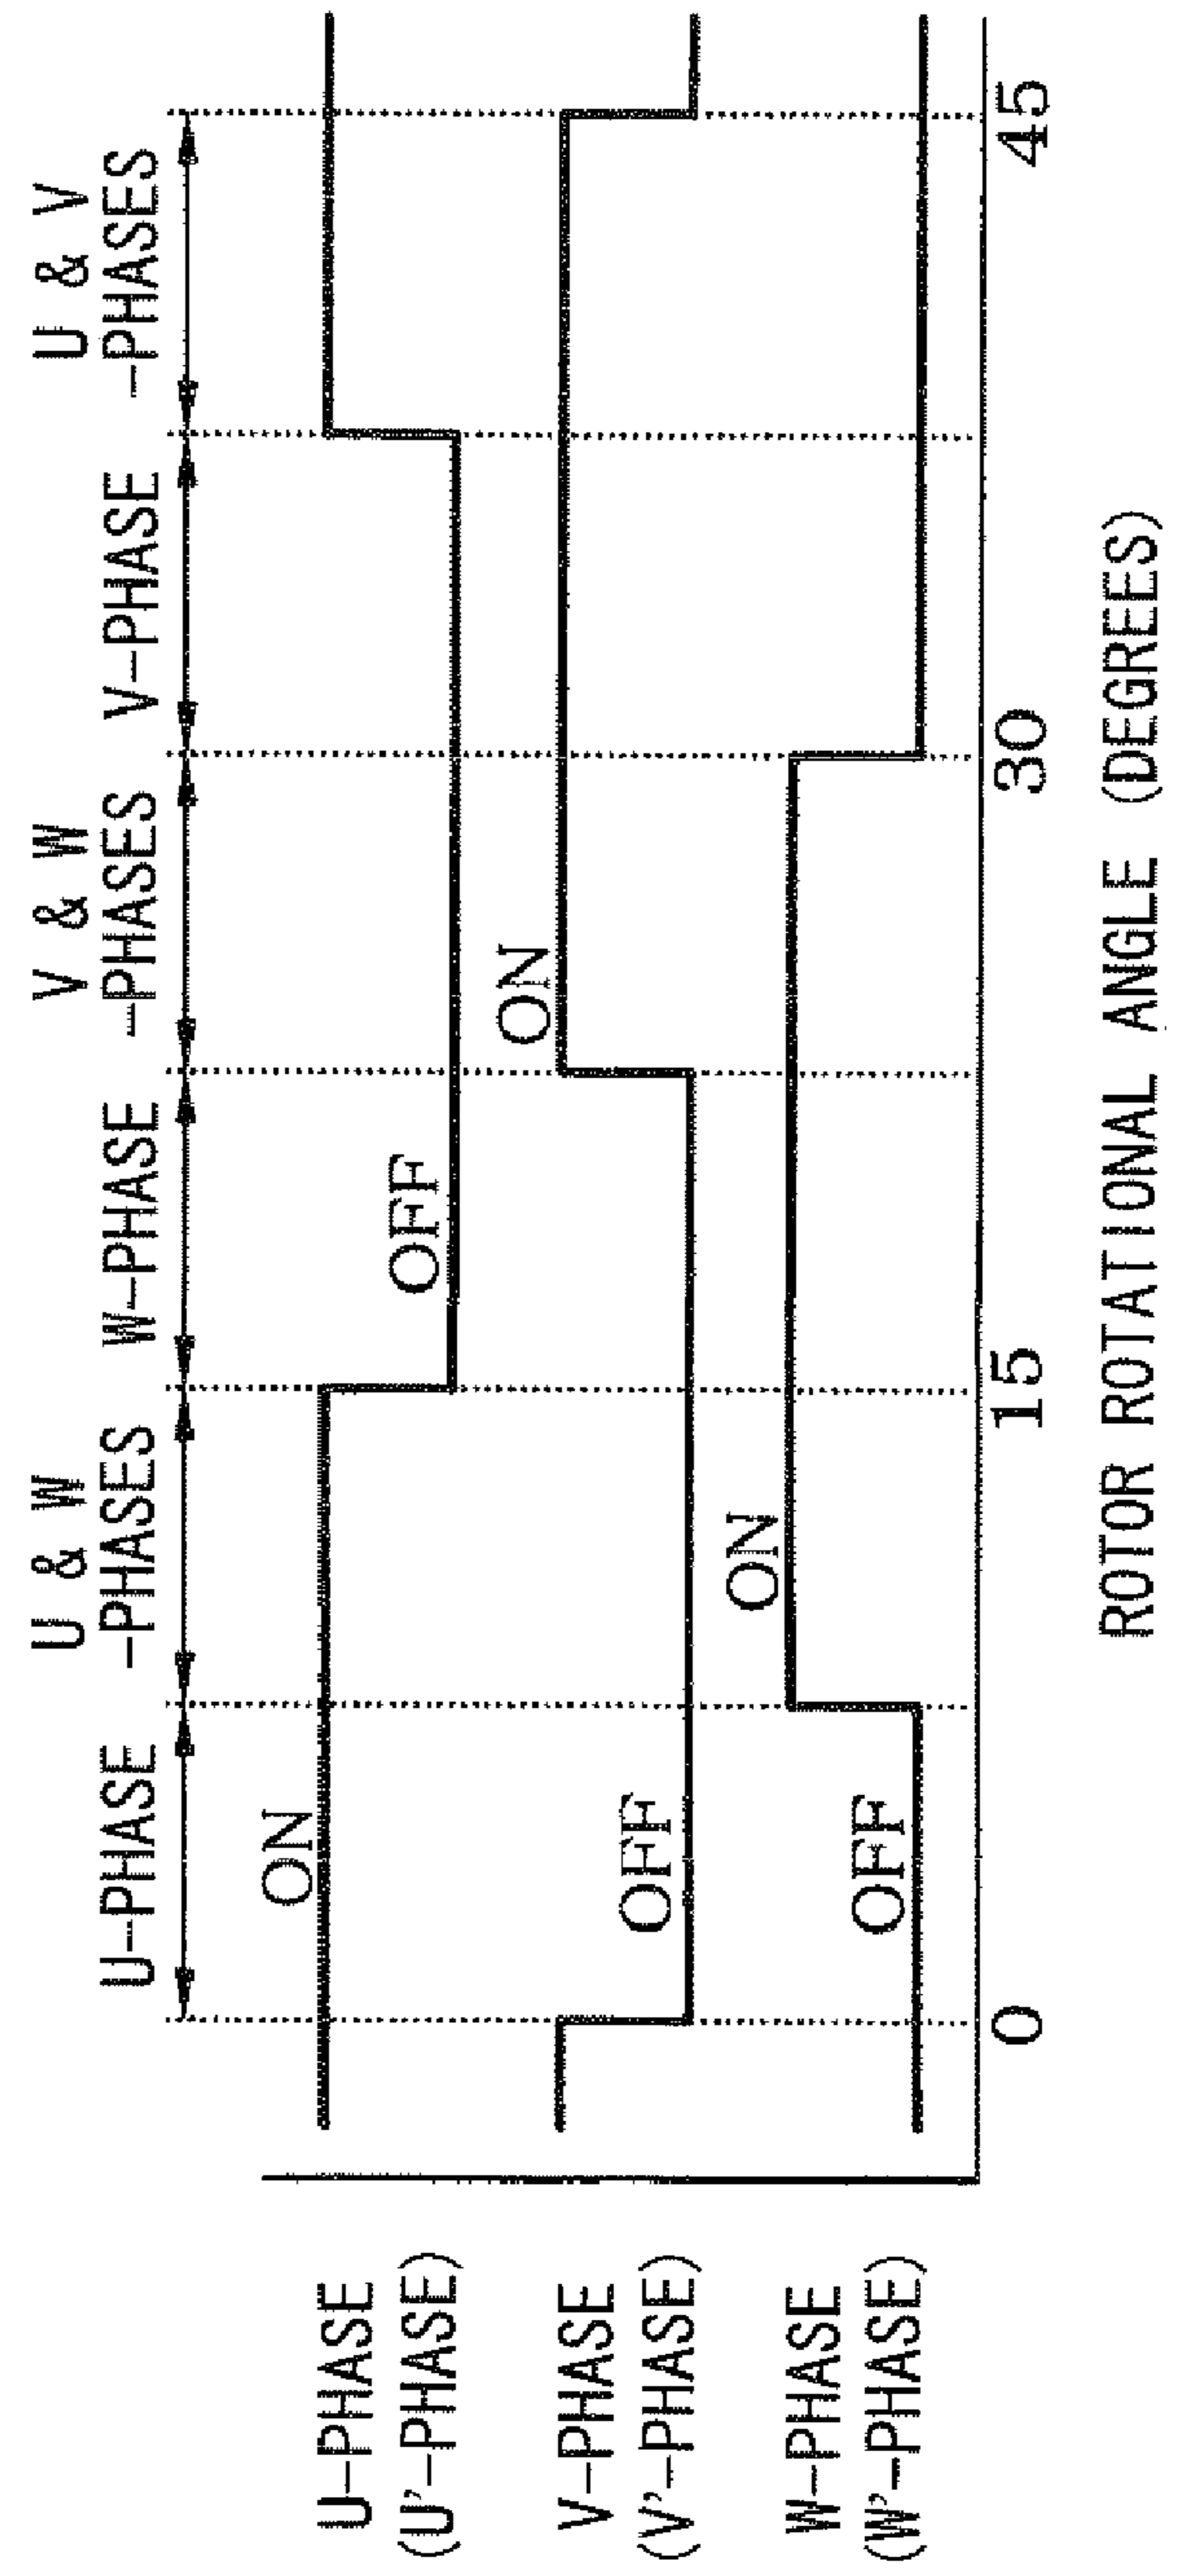 U-PHASE
U & W
-PHASES
W-PHASE
V & W
-PHASES
V-PHASE
U & V
-PHASES
U-PHASE
(U'-PHASE)
ON
OFF
V-PHASE
(V'-PHASE)
OFF
ON
W-PHASE
(W'-PHASE)
OFF
ON
0
15
30
45
ROTOR ROTATIONAL ANGLE (DEGREES)